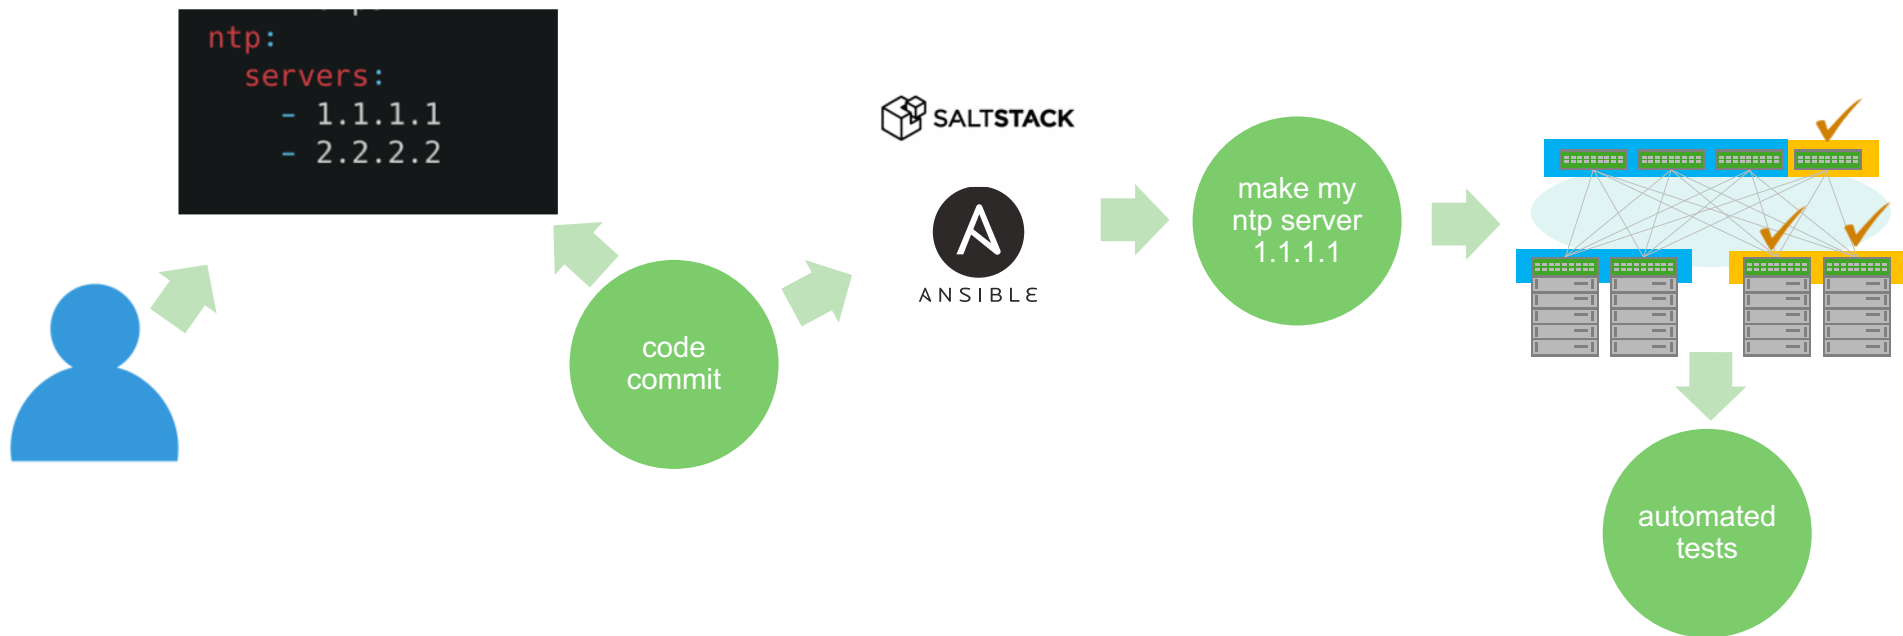 ntp:
servers:
- 1.1.1.1
- 2.2.2.2
code
commit
SALTSTACK
ANSIBLE
make my
ntp server
1.1.1.1
automated
tests